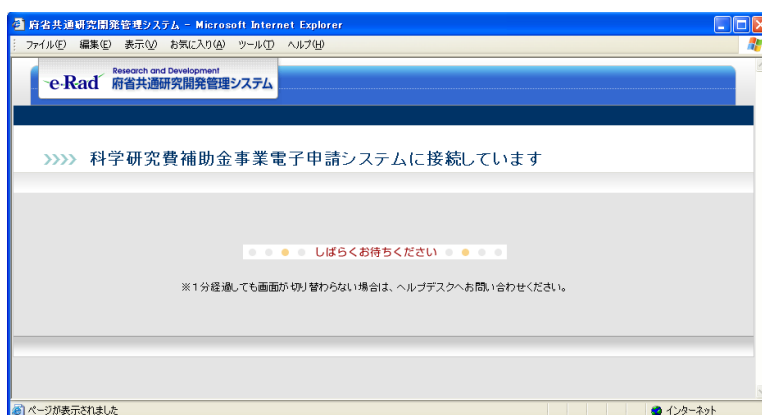 府省共通研究開発管理システム - Microsoft Internet Explorer
ファイル(F) 編集(E) 表示(V) お気に入り(A) ツール(T) ヘルプ(H)
e-Rad Research and Development
府省共通研究開発管理システム
>>>> 科学研究費補助金事業電子申請システムに接続しています
しばらくお待ちください
※1分経過しても画面が切り替わらない場合は、ヘルプデスクへお問い合わせください。
ページが表示されました インターネット